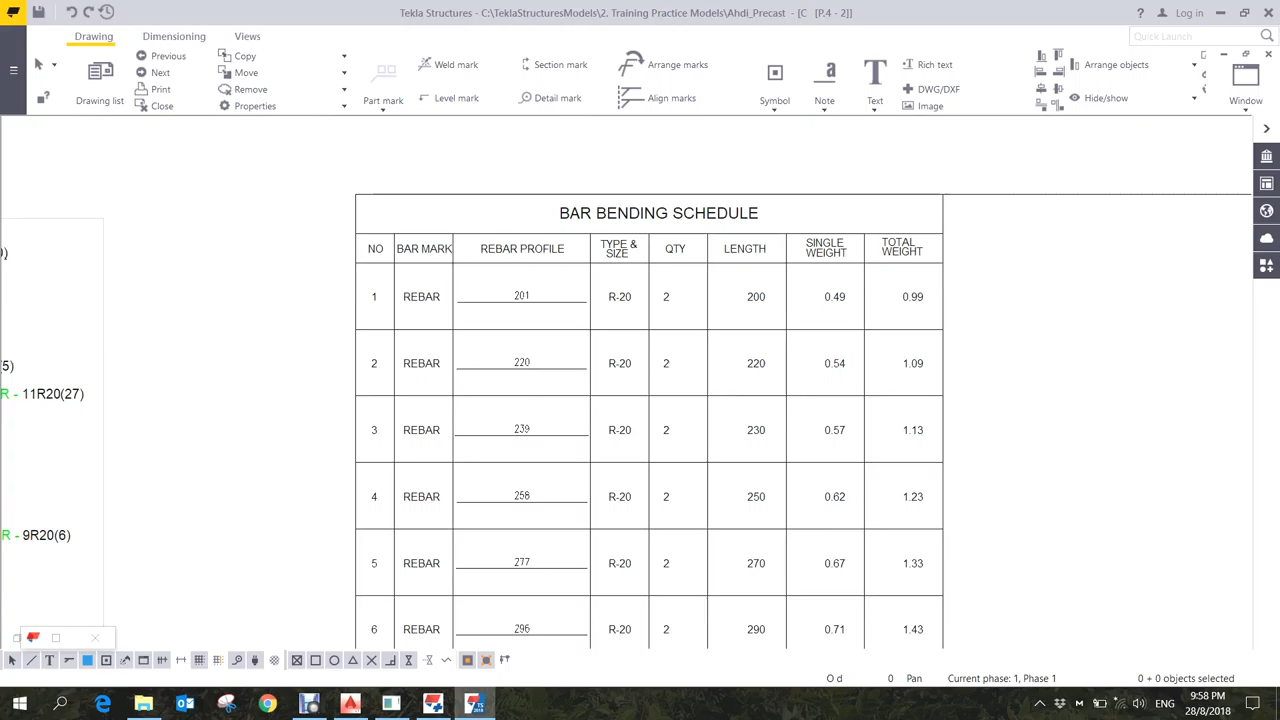 Tekla Structures - C:\TeklaStructuresModels\2. Training Practice Models\Ahdi_Precast - [C [P.4 - 2]]
Log in
Drawing Dimensioning Views
Quick Launch
Previous
Next
Print
Close
Drawing list
Copy
Move
Remove
Properties
Part mark
Weld mark
Level mark
Section mark
Detail mark
Arrange marks
Align marks
Symbol
Note
Text
Rich text
DWG/DXF
Image
Arrange objects
Hide/show
Window
(5)
R - 11R20(27)
R - 9R20(6)
BAR BENDING SCHEDULE
NO BAR MARK REBAR PROFILE TYPE & SIZE QTY LENGTH SINGLE WEIGHT TOTAL WEIGHT
1 REBAR 201 R-20 2 200 0.49 0.99
2 REBAR 220 R-20 2 220 0.54 1.09
3 REBAR 239 R-20 2 230 0.57 1.13
4 REBAR 258 R-20 2 250 0.62 1.23
5 REBAR 277 R-20 2 270 0.67 1.33
6 REBAR 296 R-20 2 290 0.71 1.43
O d 0 Pan Current phase: 1, Phase 1 0 + 0 objects selected
ENG
9:58 PM
28/8/2018